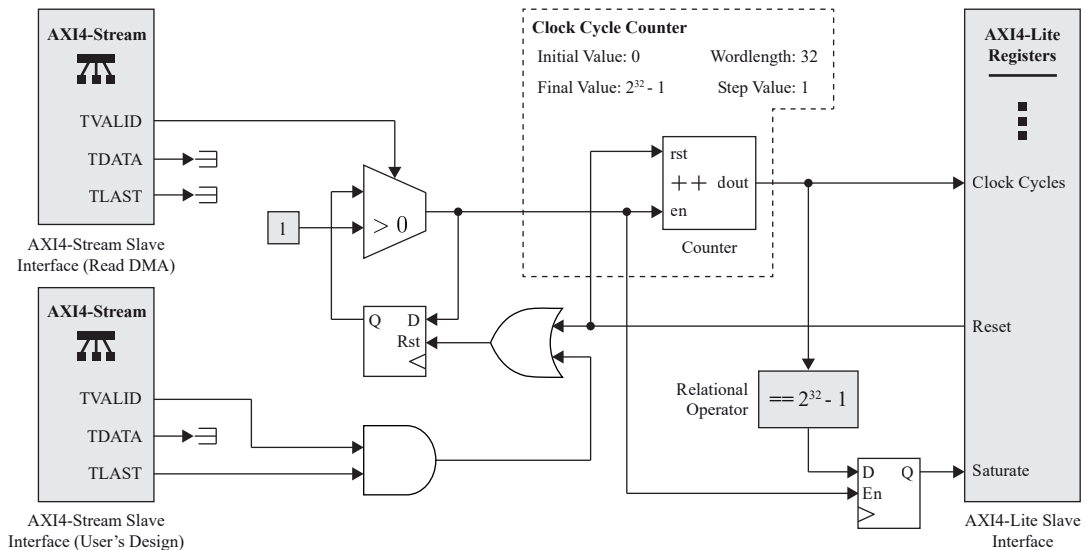 AXI4-Stream
TVALID
TDATA
TLAST
AXI4-Stream Slave
Interface (Read DMA)
AXI4-Stream
TVALID
TDATA
TLAST
AXI4-Stream Slave
Interface (User's Design)
1
> 0
Q D
Rst
Clock Cycle Counter
Initial Value: 0 Wordlength: 32
Final Value: 2³² - 1 Step Value: 1
rst
++ dout
en
Counter
Relational
Operator
== 2³² - 1
D Q
En
AXI4-Lite
Registers
Clock Cycles
Reset
Saturate
AXI4-Lite Slave
Interface